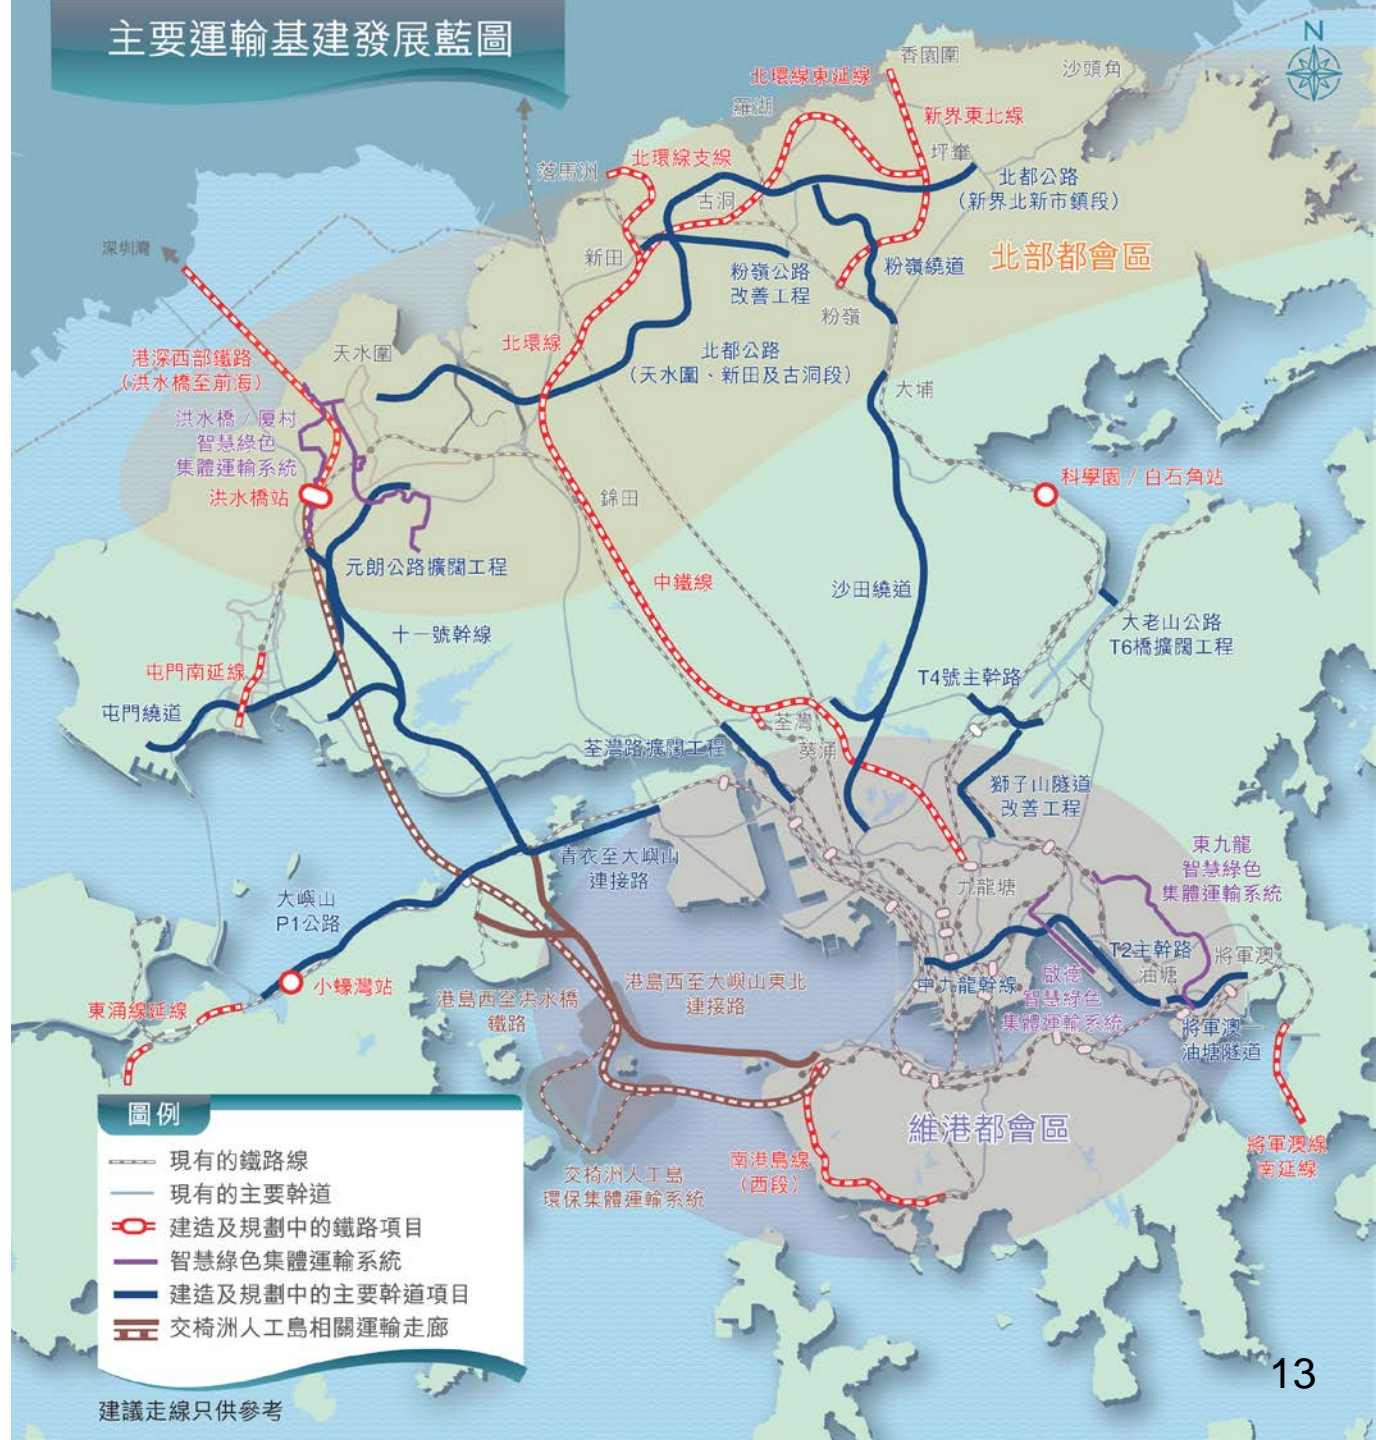 主要運輸基建發展藍圖
N
香園圍
沙頭角
北環線東延線
羅湖
新界東北線
坪輋
北環線支線
落馬洲
北都公路
(新界北新市鎮段)
古洞
深圳灣
新田
粉嶺公路
改善工程
粉嶺繞道
北部都會區
粉嶺
北環線
北都公路
(天水圍、新田及古洞段)
天水圍
港深西部鐵路
(洪水橋至前海)
大埔
洪水橋 / 厦村
智慧綠色
集體運輸系統
洪水橋站
錦田
科學園 / 白石角站
元朗公路擴闊工程
中鐵線
沙田繞道
大老山公路
T6橋擴闊工程
十一號幹線
屯門南延線
T4號主幹路
屯門繞道
荃灣
荃灣路擴闊工程
葵涌
獅子山隧道
改善工程
東九龍
智慧綠色
集體運輸系統
青衣至大嶼山
連接路
九龍塘
大嶼山
P1公路
T2主幹路
將軍澳
油塘
小蠔灣站
港島西至洪水橋
鐵路
港島西至大嶼山東北
連接路
中九龍幹線
啟德
智慧綠色
集體運輸系統
東涌線延線
將軍澳—
油塘隧道
圖例
現有的鐵路線
現有的主要幹道
建造及規劃中的鐵路項目
智慧綠色集體運輸系統
建造及規劃中的主要幹道項目
交椅洲人工島相關運輸走廊
維港都會區
將軍澳線
南延線
南港島線
(西段)
交椅洲人工島
環保集體運輸系統
建議走線只供參考
13